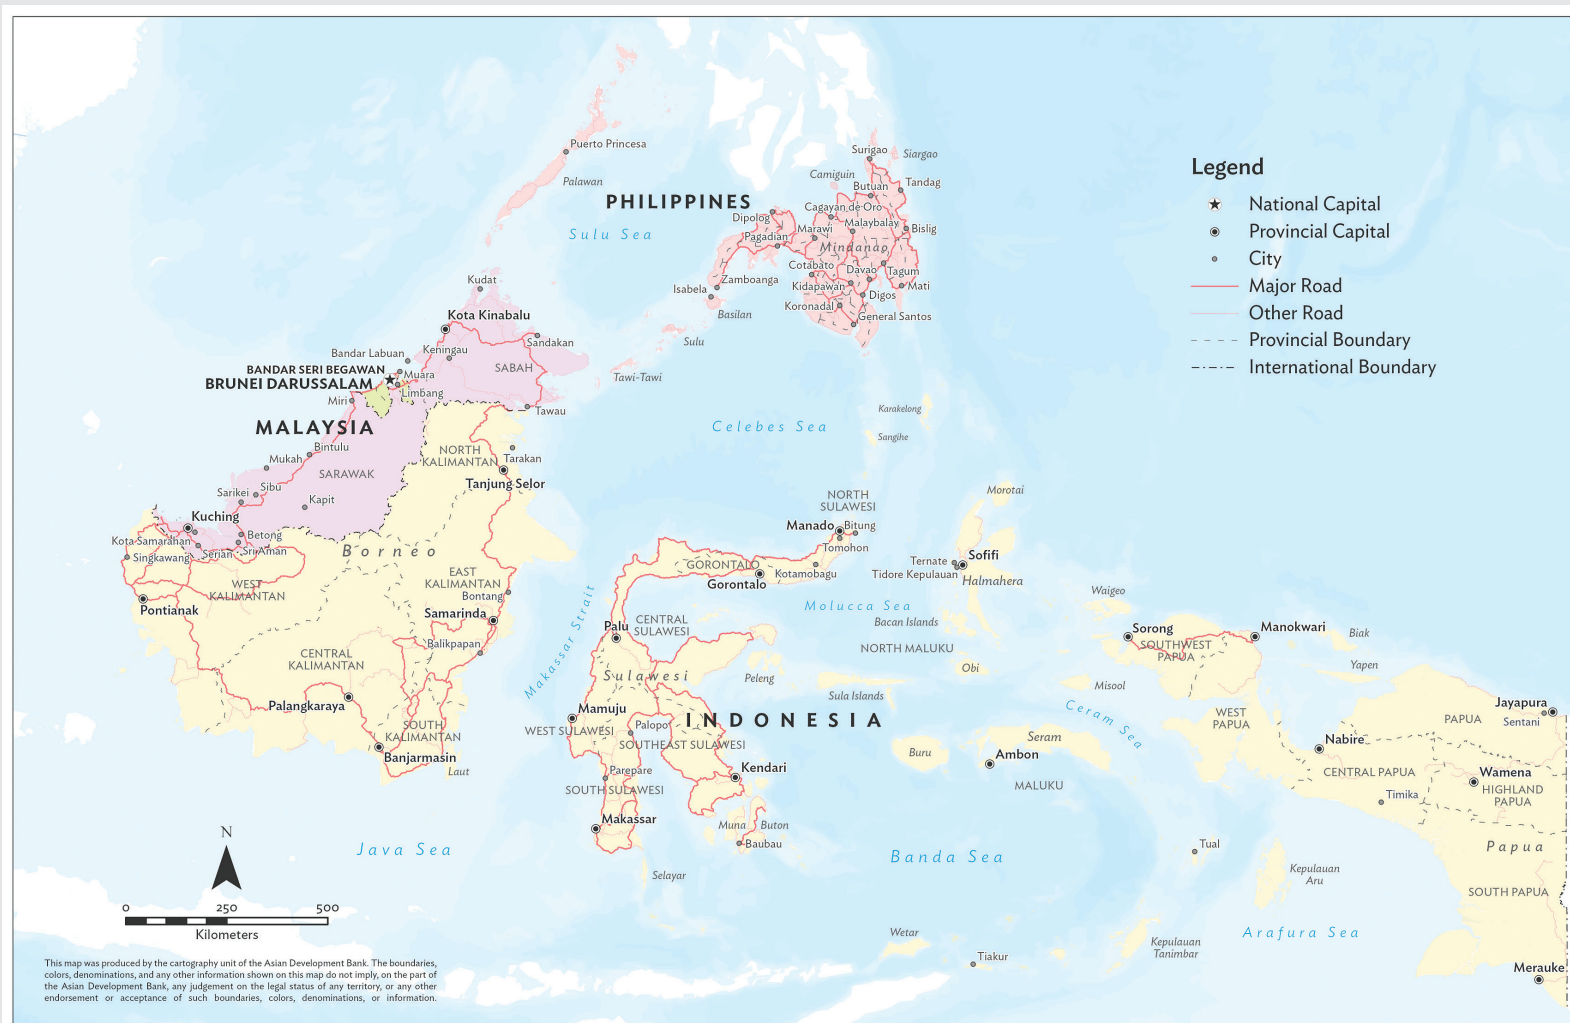 Puerto Princesa
Palawan
PHILIPPINES
Sulu Sea
Surigao
Siargao
Camiguin
Butuan
Tandag
Cagayan de Oro
Dipolog
Malaybalay
Marawi
Bislig
Pagadian
Mindanao
Cotabato
Davao
Tagum
Zamboanga
Kidapawan
Mati
Isabela
Digos
Koronadal
Basilan
General Santos
Sulu
Tawi-Tawi
Legend
National Capital
Provincial Capital
City
Major Road
Other Road
Provincial Boundary
International Boundary
Kudat
Kota Kinabalu
Sandakan
Keningau
Bandar Labuan
SABAH
BANDAR SERI BEGAWAN
Muara
BRUNEI DARUSSALAM
Limbang
Miri
Tawau
MALAYSIA
Celebes Sea
Karakelong
Sangihe
Bintulu
NORTH
KALIMANTAN
Tarakan
Mukah
SARAWAK
Tanjung Selor
Sibu
Sarikei
Kapit
Kuching
Betong
Kota Samarahan
Serian
Sri Aman
Singkawang
Borneo
WEST
KALIMANTAN
EAST
KALIMANTAN
Bontang
Pontianak
Samarinda
Balikpapan
CENTRAL
KALIMANTAN
Palangkaraya
SOUTH
KALIMANTAN
Banjarmasin
Laut
Makassar Strait
Morotai
NORTH
SULAWESI
Manado
Bitung
Tomohon
GORONTALO
Kotamobagu
Gorontalo
Ternate
Sofifi
Tidore Kepulauan
Halmahera
Molucca Sea
Waigeo
Bacan Islands
CENTRAL
SULAWESI
Palu
NORTH MALUKU
Sorong
Manokwari
SOUTHWEST
PAPUA
Biak
Yapen
Sulawesi
Peleng
Obi
Misool
Sula Islands
Mamuju
INDONESIA
Palopo
WEST SULAWESI
SOUTHEAST SULAWESI
Ceram Sea
WEST
PAPUA
PAPUA
Jayapura
Sentani
Seram
Buru
Ambon
Nabire
Kendari
Parepare
SOUTH SULAWESI
MALUKU
CENTRAL PAPUA
Wamena
HIGHLAND
PAPUA
Timika
Makassar
Muna
Buton
Baubau
Tual
Papua
Java Sea
Banda Sea
Selayar
Kepulauan
Aru
SOUTH PAPUA
Arafura Sea
Wetar
Kepulauan
Tanimbar
Tiakur
Merauke
N
0 250 500
Kilometers
This map was produced by the cartography unit of the Asian Development Bank. The boundaries,
colors, denominations, and any other information shown on this map do not imply, on the part of
the Asian Development Bank, any judgement on the legal status of any territory, or any other
endorsement or acceptance of such boundaries, colors, denominations, or information.